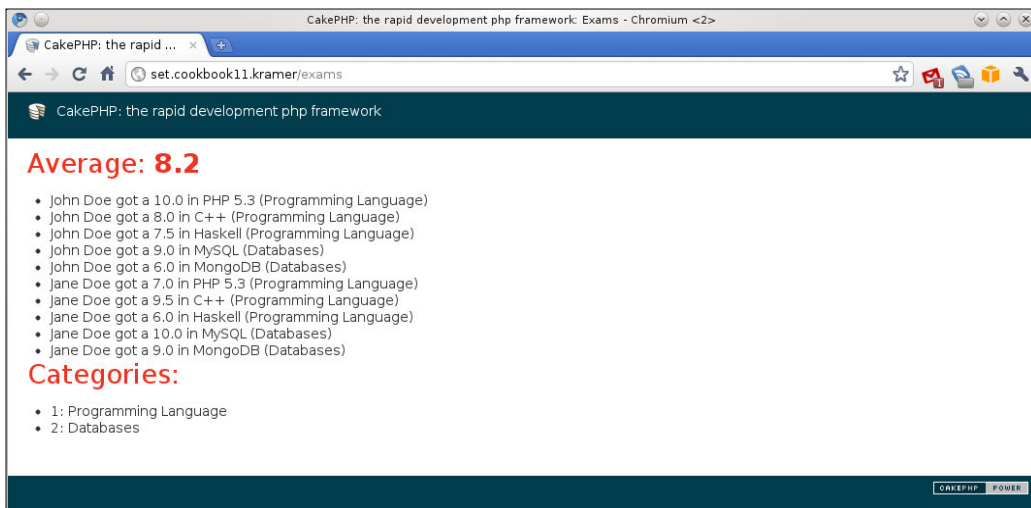 CakePHP: the rapid development php framework: Exams - Chromium <2>
CakePHP: the rapid ...
set.cookbook11.kramer/exams
1
CakePHP: the rapid development php framework
Average: 8.2
John Doe got a 10.0 in PHP 5.3 (Programming Language)
John Doe got a 8.0 in C++ (Programming Language)
John Doe got a 7.5 in Haskell (Programming Language)
John Doe got a 9.0 in MySQL (Databases)
John Doe got a 6.0 in MongoDB (Databases)
Jane Doe got a 7.0 in PHP 5.3 (Programming Language)
Jane Doe got a 9.5 in C++ (Programming Language)
Jane Doe got a 6.0 in Haskell (Programming Language)
Jane Doe got a 10.0 in MySQL (Databases)
Jane Doe got a 9.0 in MongoDB (Databases)
Categories:
1: Programming Language
2: Databases
CAKEPHP POWER